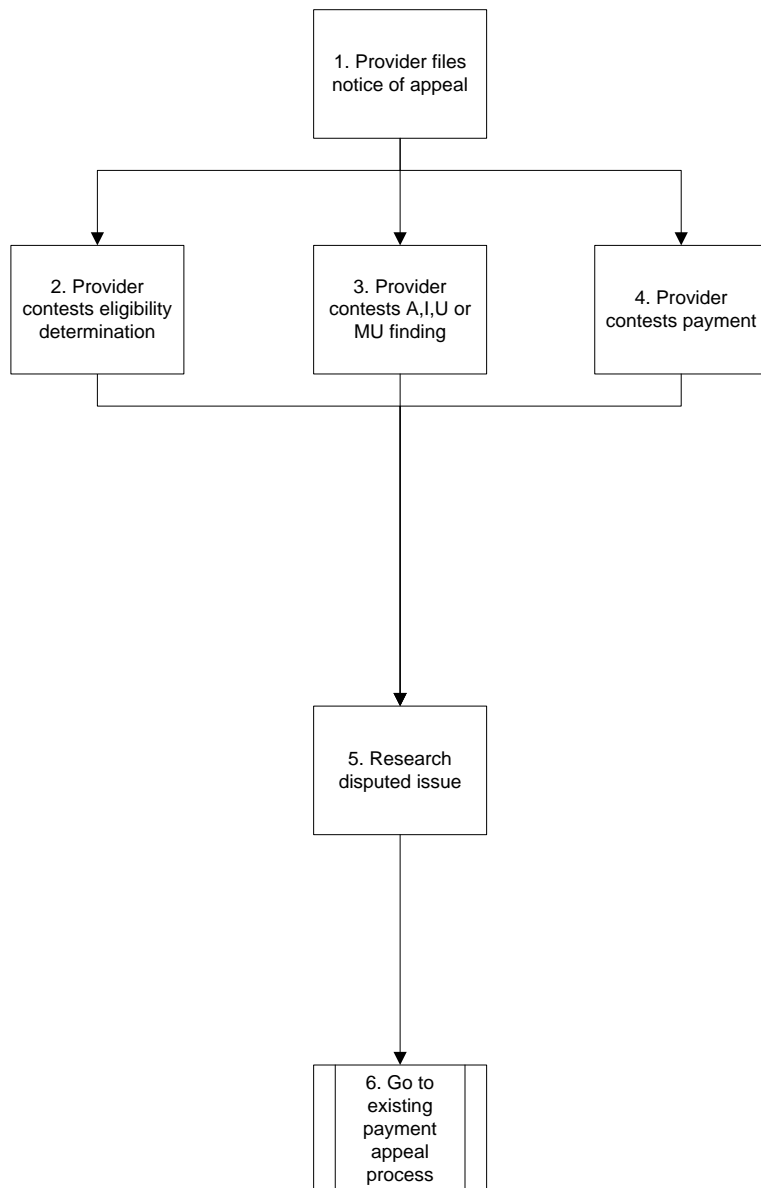 1. Provider files
notice of appeal
2. Provider
contests eligibility
determination
3. Provider
contests A,I,U or
MU finding
4. Provider
contests payment
5. Research
disputed issue
6. Go to
existing
payment
appeal
process